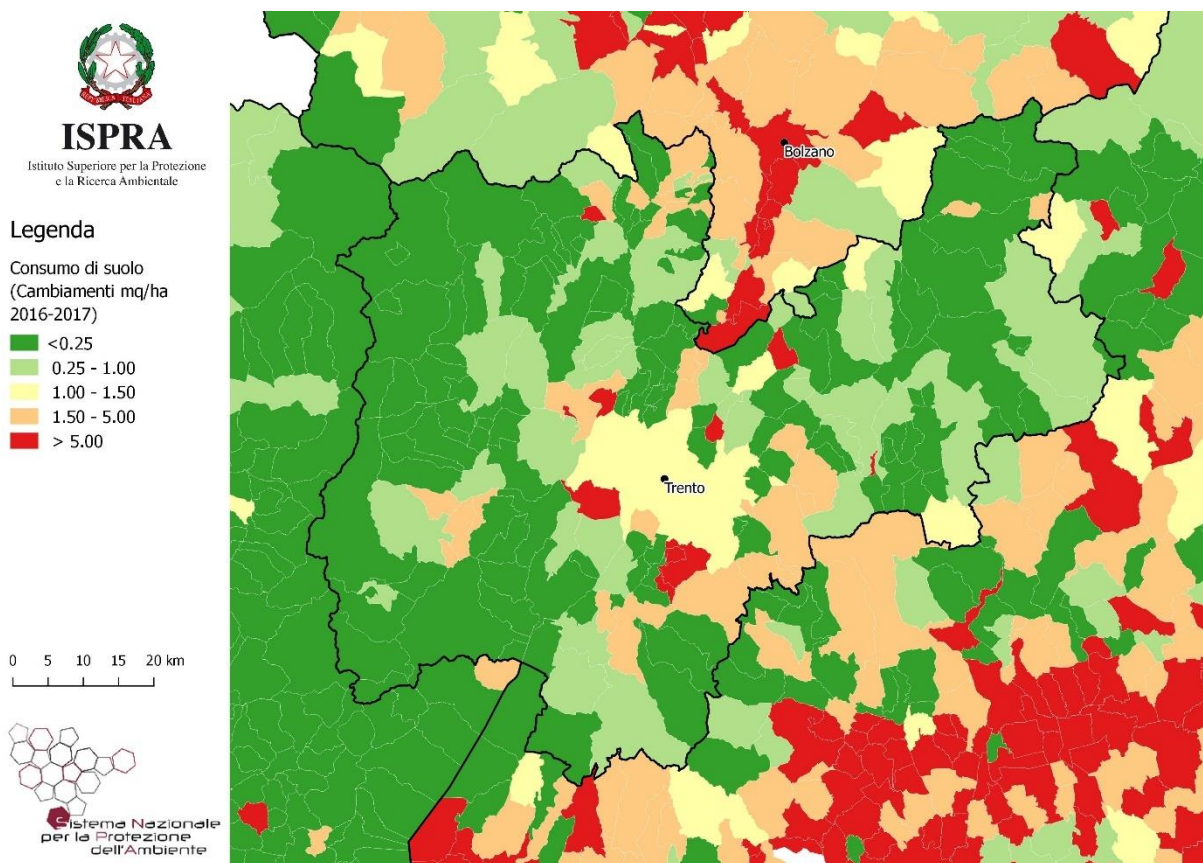 REPVBBLICA ITALIANA
ISPRA
Istituto Superiore per la Protezione
e la Ricerca Ambientale
Legenda
Consumo di suolo
(Cambiamenti mq/ha
2016-2017)
<0.25
0.25 - 1.00
1.00 - 1.50
1.50 - 5.00
> 5.00
0 5 10 15 20 km
Sistema Nazionale
per la Protezione
dell'Ambiente
Bolzano
Trento